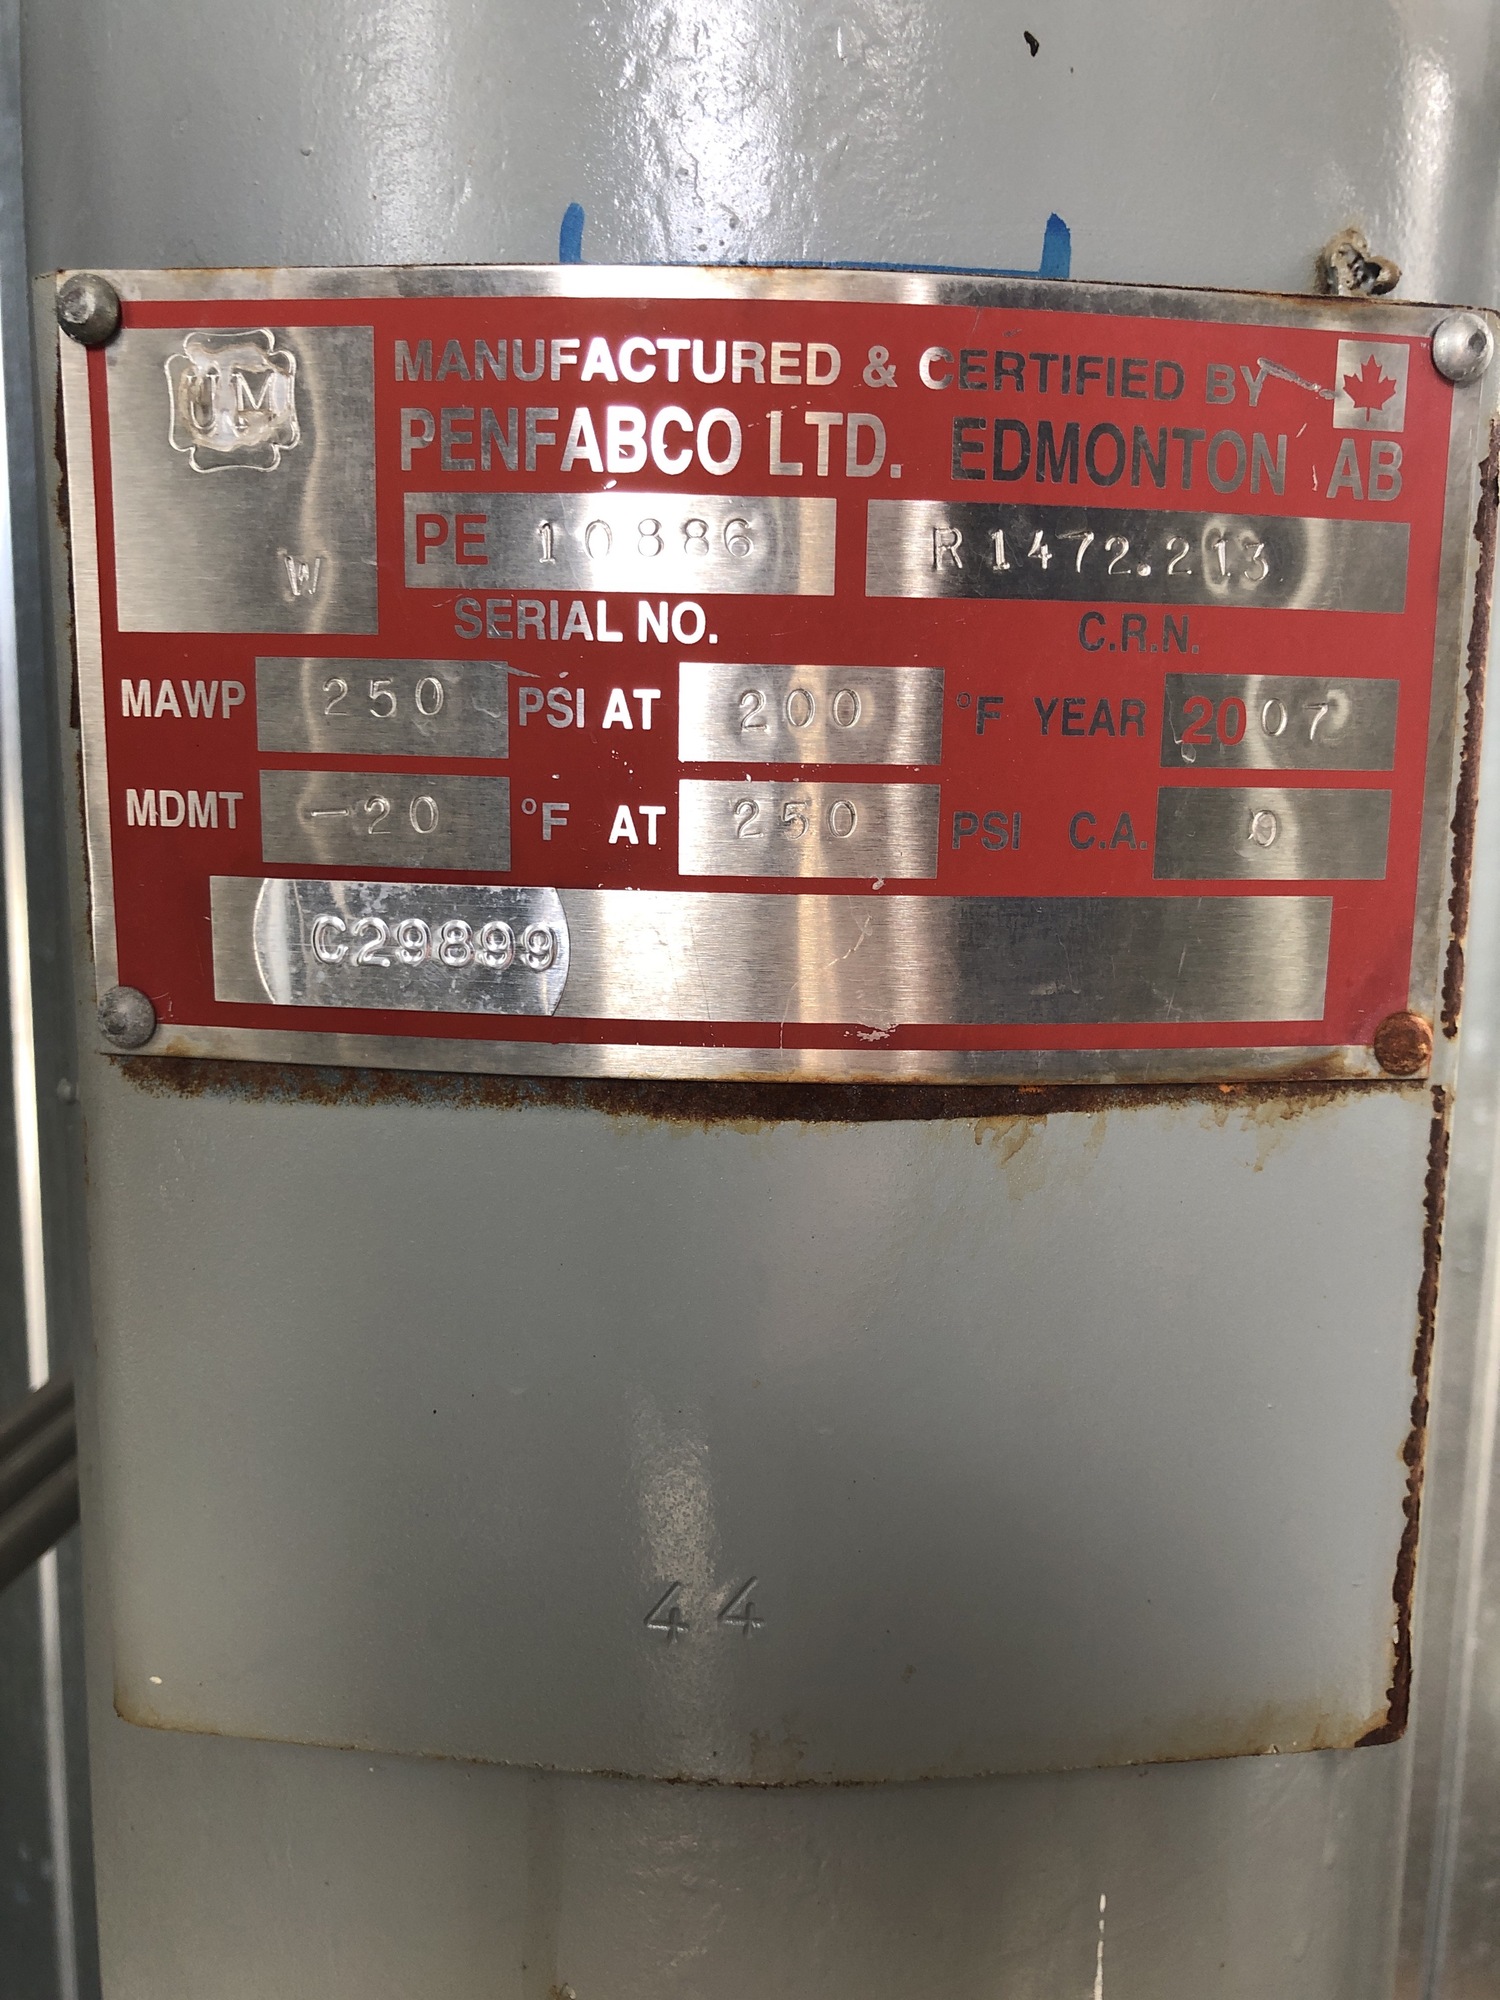 UM
W
MANUFACTURED & CERTIFIED BY
PENFABCO LTD. EDMONTON AB
PE 10886 R1472.213
SERIAL NO. C.R.N.
MAWP 250 PSI AT 200 °F YEAR 2007
MDMT -20 °F AT 250 PSI C.A. 0
C29899
44